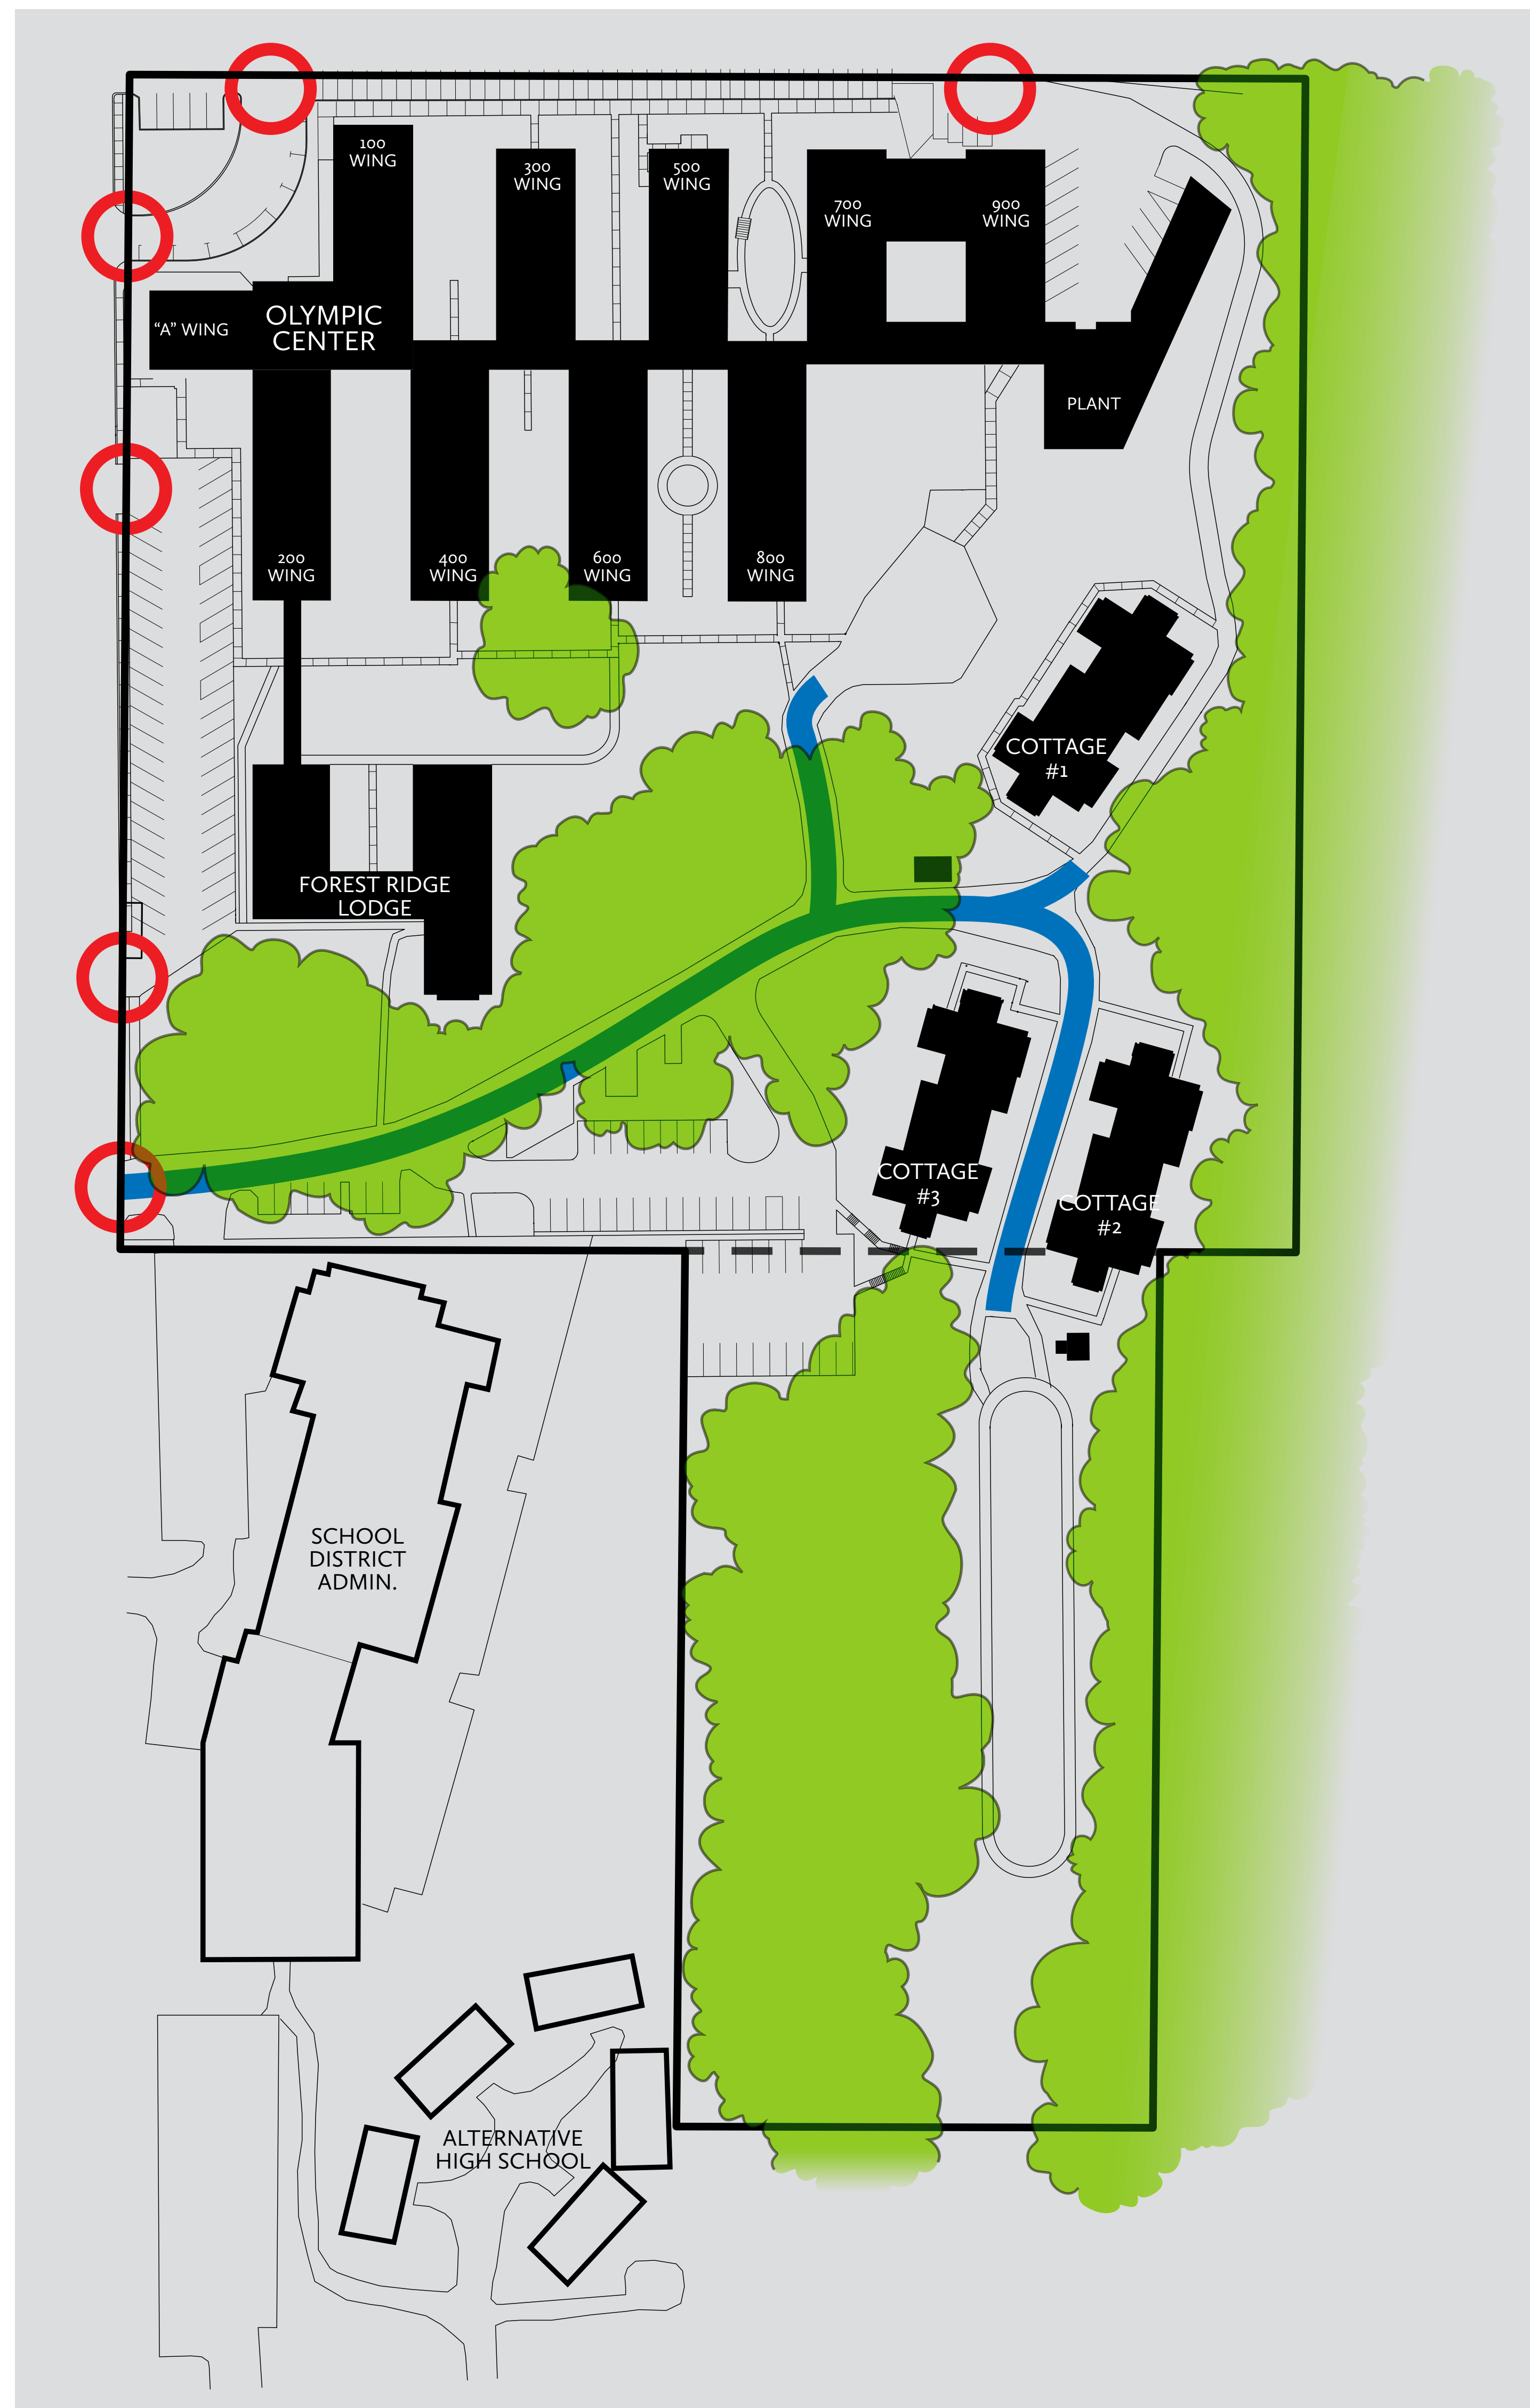 100
WING
300
WING
500
WING
700
WING
900
WING
“A” WING
OLYMPIC
CENTER
PLANT
200
WING
400
WING
600
WING
800
WING
COTTAGE
#1
FOREST RIDGE
LODGE
COTTAGE
#3
COTTAGE
#2
SCHOOL
DISTRICT
ADMIN.
ALTERNATIVE
HIGH SCHOOL